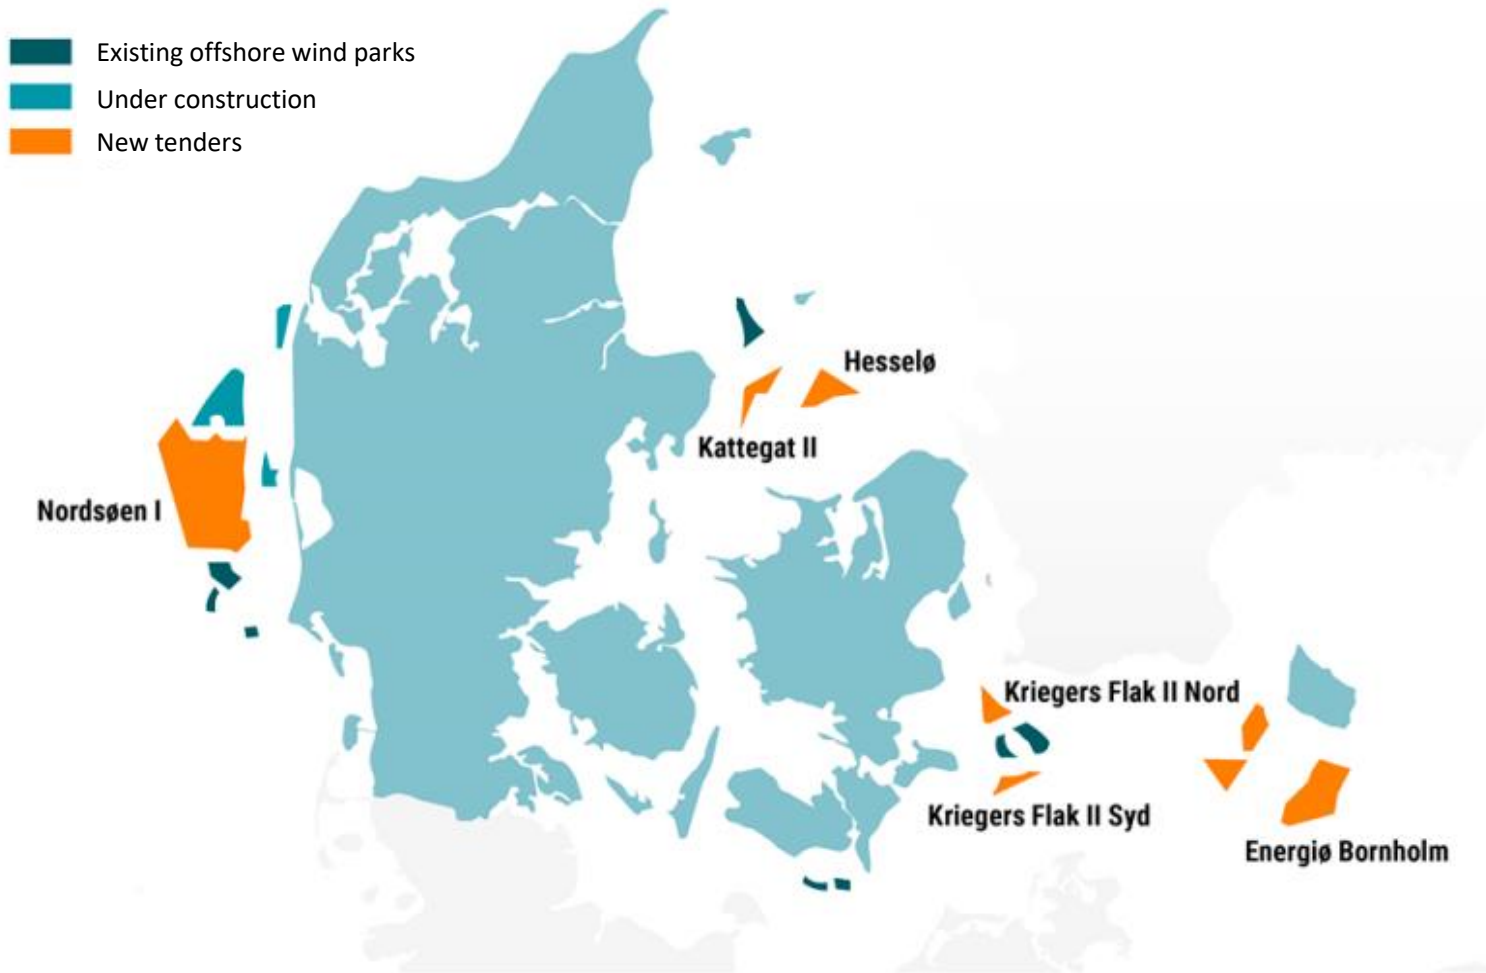 Existing offshore wind parks
Under construction
New tenders
Hesselø
Kattegat II
Nordsøen I
Kriegers Flak II Nord
Kriegers Flak II Syd
Energiø Bornholm